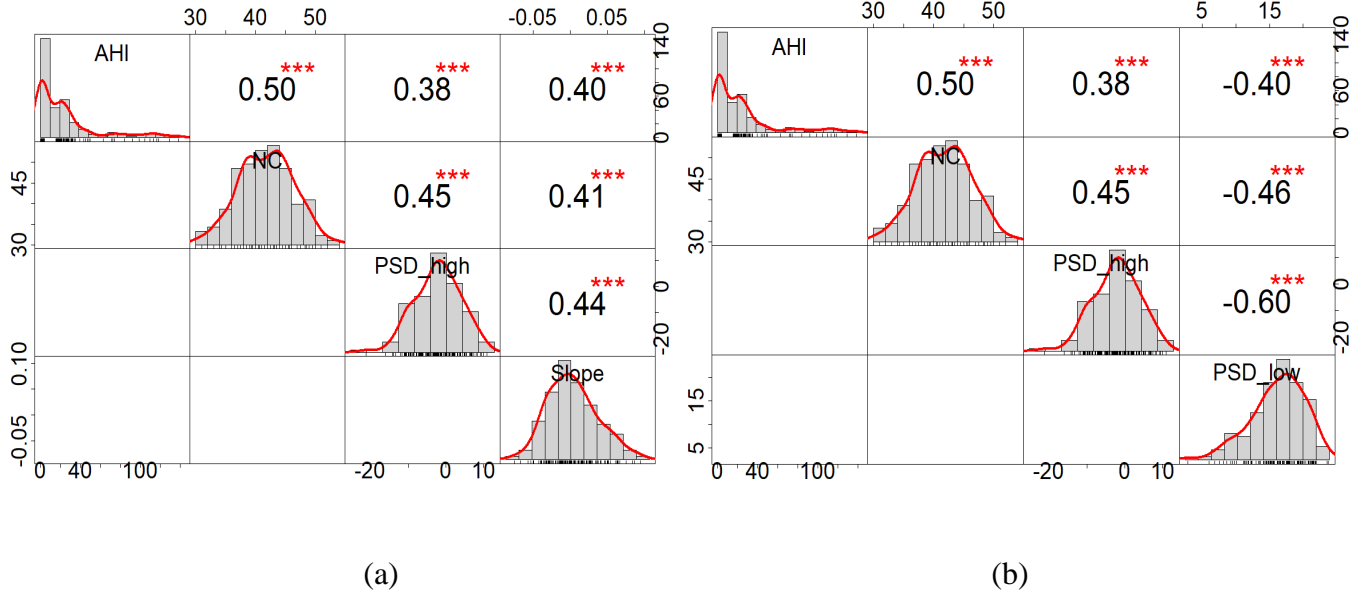 30 40 50 -0.05 0.05
AHI 0.50*** 0.38*** 0.40*** 0 60 140
45 30 NC 0.45*** 0.41***
PSD_high 0.44*** -20 0
0.10 -0.05 Slope
0 40 100 -20 0 10
(a)
30 40 50 5 15
AHI 0.50*** 0.38*** -0.40*** 0 60 140
45 30 NC 0.45*** -0.46***
PSD_high -0.60*** -20 0
15 5 PSD_low
0 40 100 -20 0 10
(b)